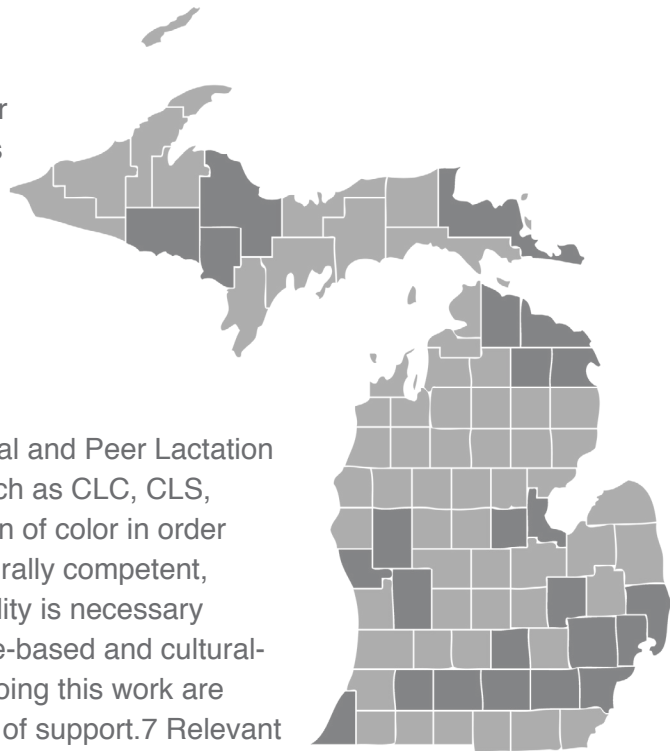 r
s
al and Peer Lactation
ch as CLC, CLS,
n of color in order
rally competent,
lity is necessary
e-based and cultural-
oing this work are
of support.7 Relevant